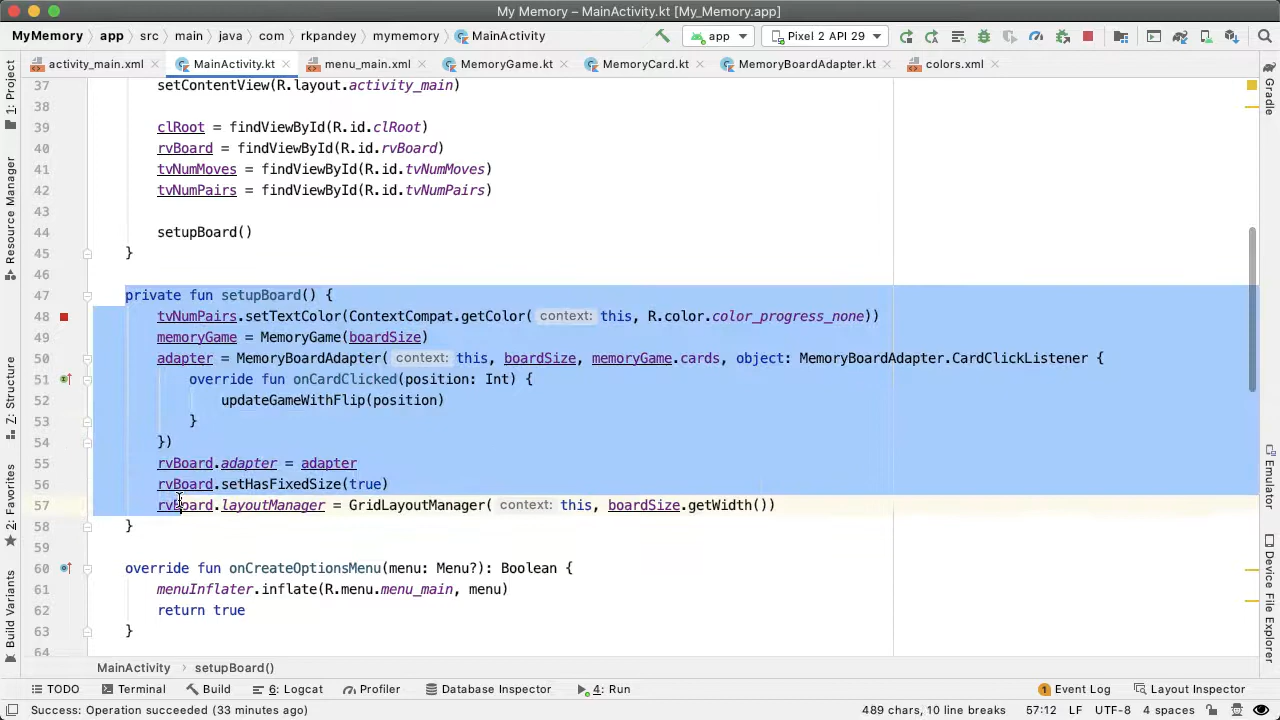 My Memory – MainActivity.kt [My_Memory.app]
MyMemory app src main java com rkpandey mymemory MainActivity app Pixel 2 API 29
activity_main.xml MainActivity.kt menu_main.xml MemoryGame.kt MemoryCard.kt MemoryBoardAdapter.kt colors.xml
1: Project
Resource Manager
Z: Structure
2: Favorites
Build Variants
37 setContentView(R.layout.activity_main)
38
39 clRoot = findViewById(R.id.clRoot)
40 rvBoard = findViewById(R.id.rvBoard)
41 tvNumMoves = findViewById(R.id.tvNumMoves)
42 tvNumPairs = findViewById(R.id.tvNumPairs)
43
44 setupBoard()
45 }
46
47 private fun setupBoard() {
48 tvNumPairs.setTextColor(ContextCompat.getColor( context: this, R.color.color_progress_none))
49 memoryGame = MemoryGame(boardSize)
50 adapter = MemoryBoardAdapter( context: this, boardSize, memoryGame.cards, object: MemoryBoardAdapter.CardClickListener {
51 override fun onCardClicked(position: Int) {
52 updateGameWithFlip(position)
53 }
54 })
55 rvBoard.adapter = adapter
56 rvBoard.setHasFixedSize(true)
57 rvBoard.layoutManager = GridLayoutManager( context: this, boardSize.getWidth())
58 }
59
60 override fun onCreateOptionsMenu(menu: Menu?): Boolean {
61 menuInflater.inflate(R.menu.menu_main, menu)
62 return true
63 }
64
Gradle
Emulator
Device File Explorer
MainActivity setupBoard()
TODO Terminal Build 6: Logcat Profiler Database Inspector 4: Run 1 Event Log Layout Inspector
Success: Operation succeeded (33 minutes ago) 489 chars, 10 line breaks 57:12 LF UTF-8 4 spaces